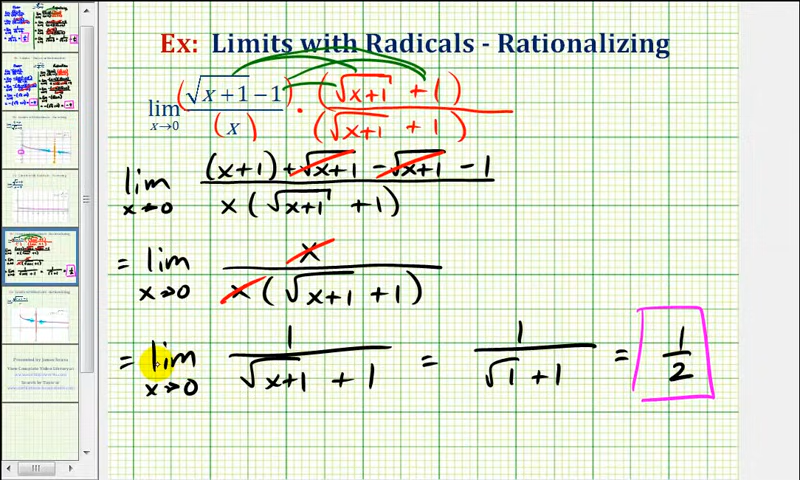 Ex: Limits with Radicals - Rationalizing
lim x→0 (√(x+1) − 1)/(x) · (√(x+1) + 1)/(√(x+1) + 1)
lim x→0 ((x+1) + √(x+1) − √(x+1) − 1)/(x(√(x+1) + 1))
= lim x→0 x/(x(√(x+1) + 1))
= lim x→0 1/(√(x+1) + 1) = 1/(√1 + 1) = 1/2